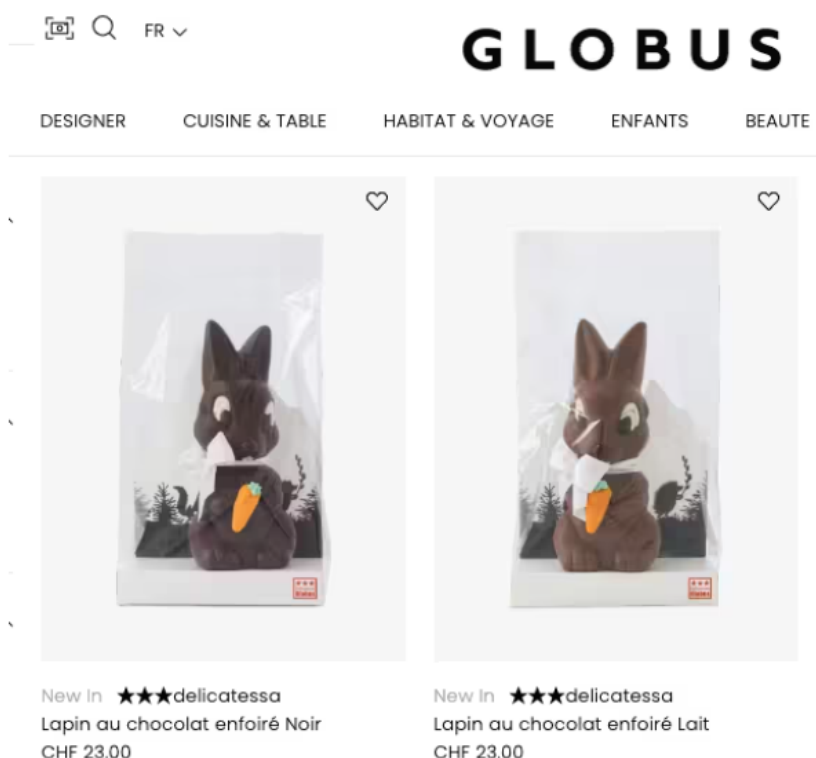 FR
GLOBUS
DESIGNER CUISINE & TABLE HABITAT & VOYAGE ENFANTS BEAUTE
New In ★★★delicatessa
Lapin au chocolat enfoiré Noir
CHF 23.00
New In ★★★delicatessa
Lapin au chocolat enfoiré Lait
CHF 23.00